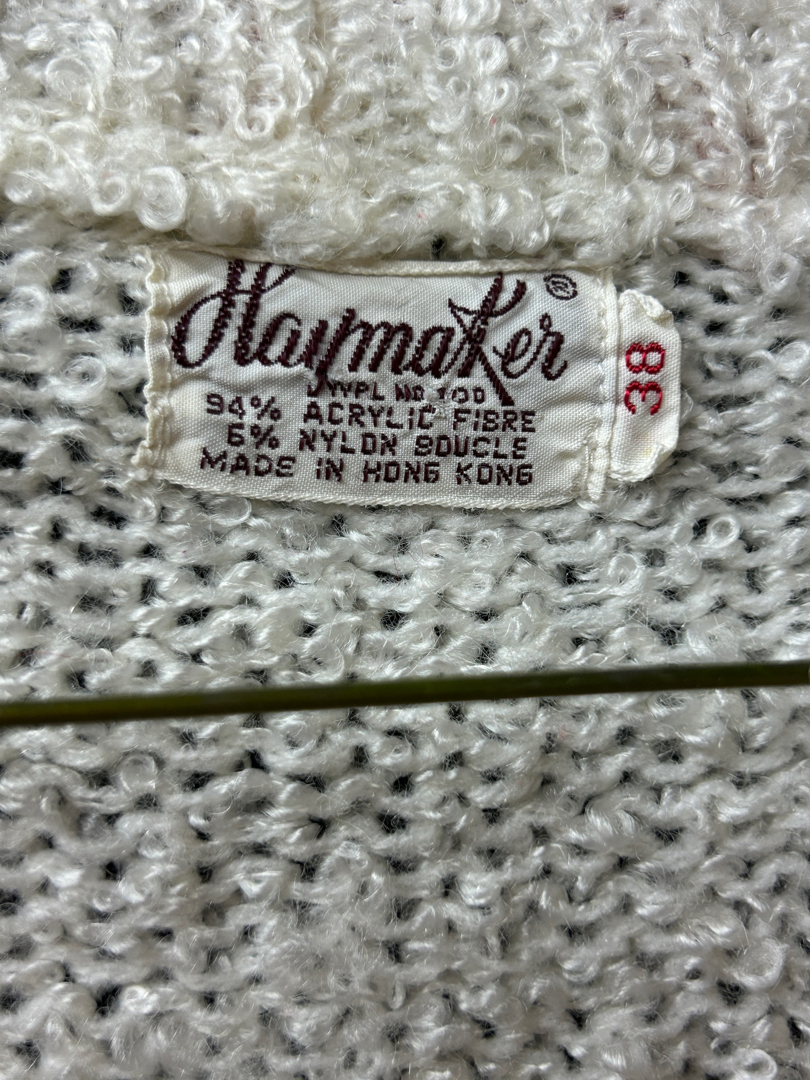 Haymaker®
WPL NO 100
94% ACRYLIC FIBRE
6% NYLON BOUCLE
MADE IN HONG KONG
38